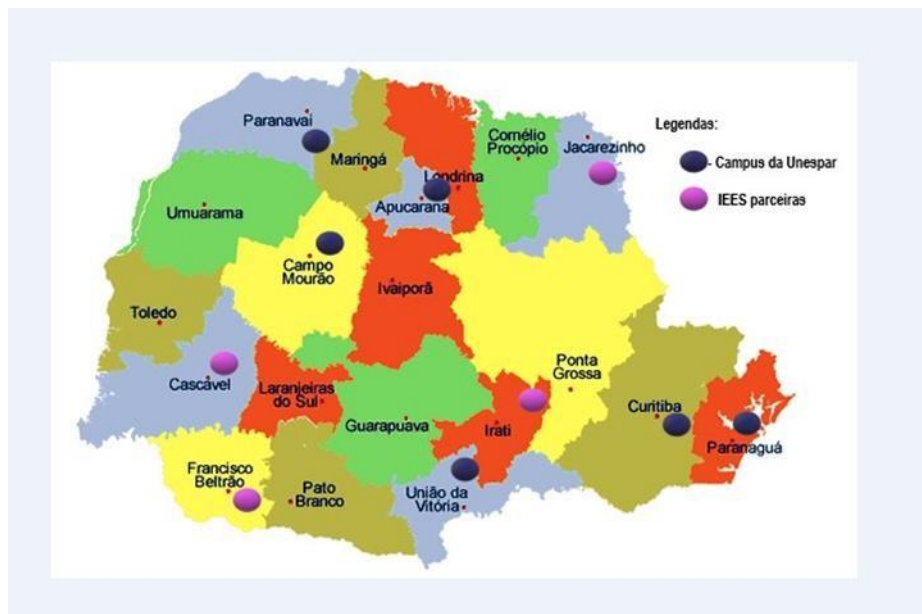 Paranavaí
Maringá
Londrina
Apucarana
Cornélio
Procópio
Jacarezinho
Legendas:
- Campus da Unespar
IEES parceiras
Umuarama
Campo
Mourão
Ivaiporã
Toledo
Cascável
Laranjeiras
do Sul
Guarapuava
Irati
Ponta
Grossa
Curitiba
Paranaguá
Francisco
Beltrão
Pato
Branco
União da
Vitória